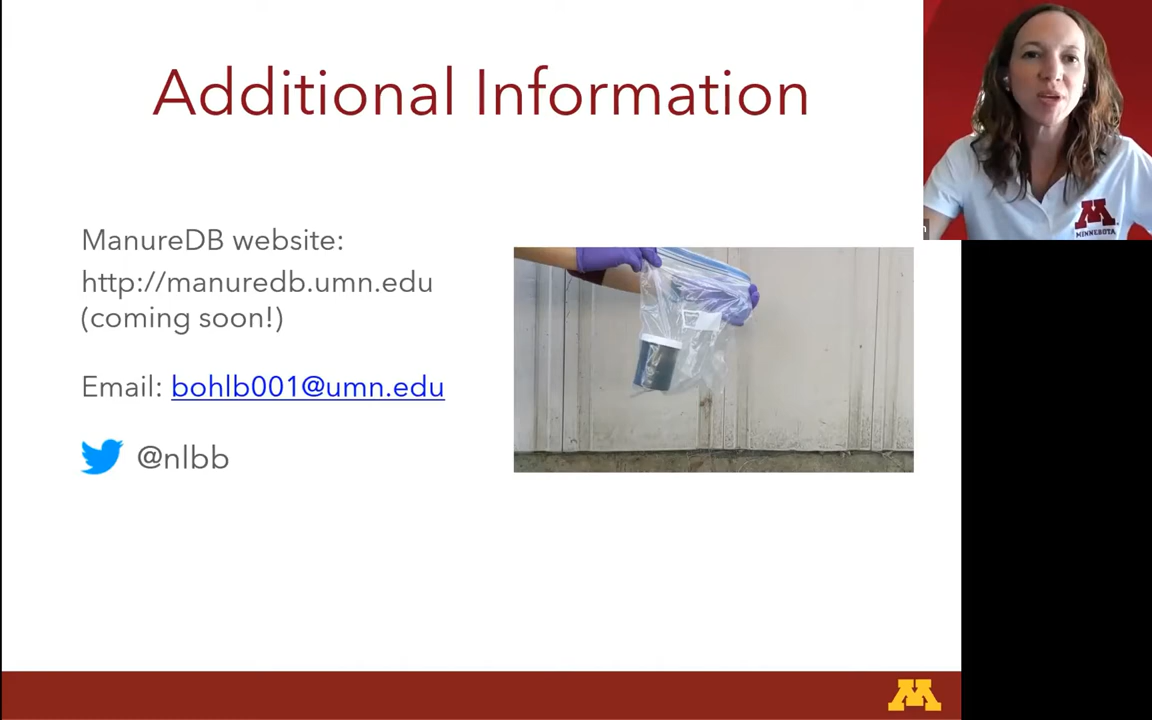 Additional Information
ManureDB website:
http://manuredb.umn.edu
(coming soon!)
Email: bohlb001@umn.edu
@nlbb
M
MINNESOTA
M